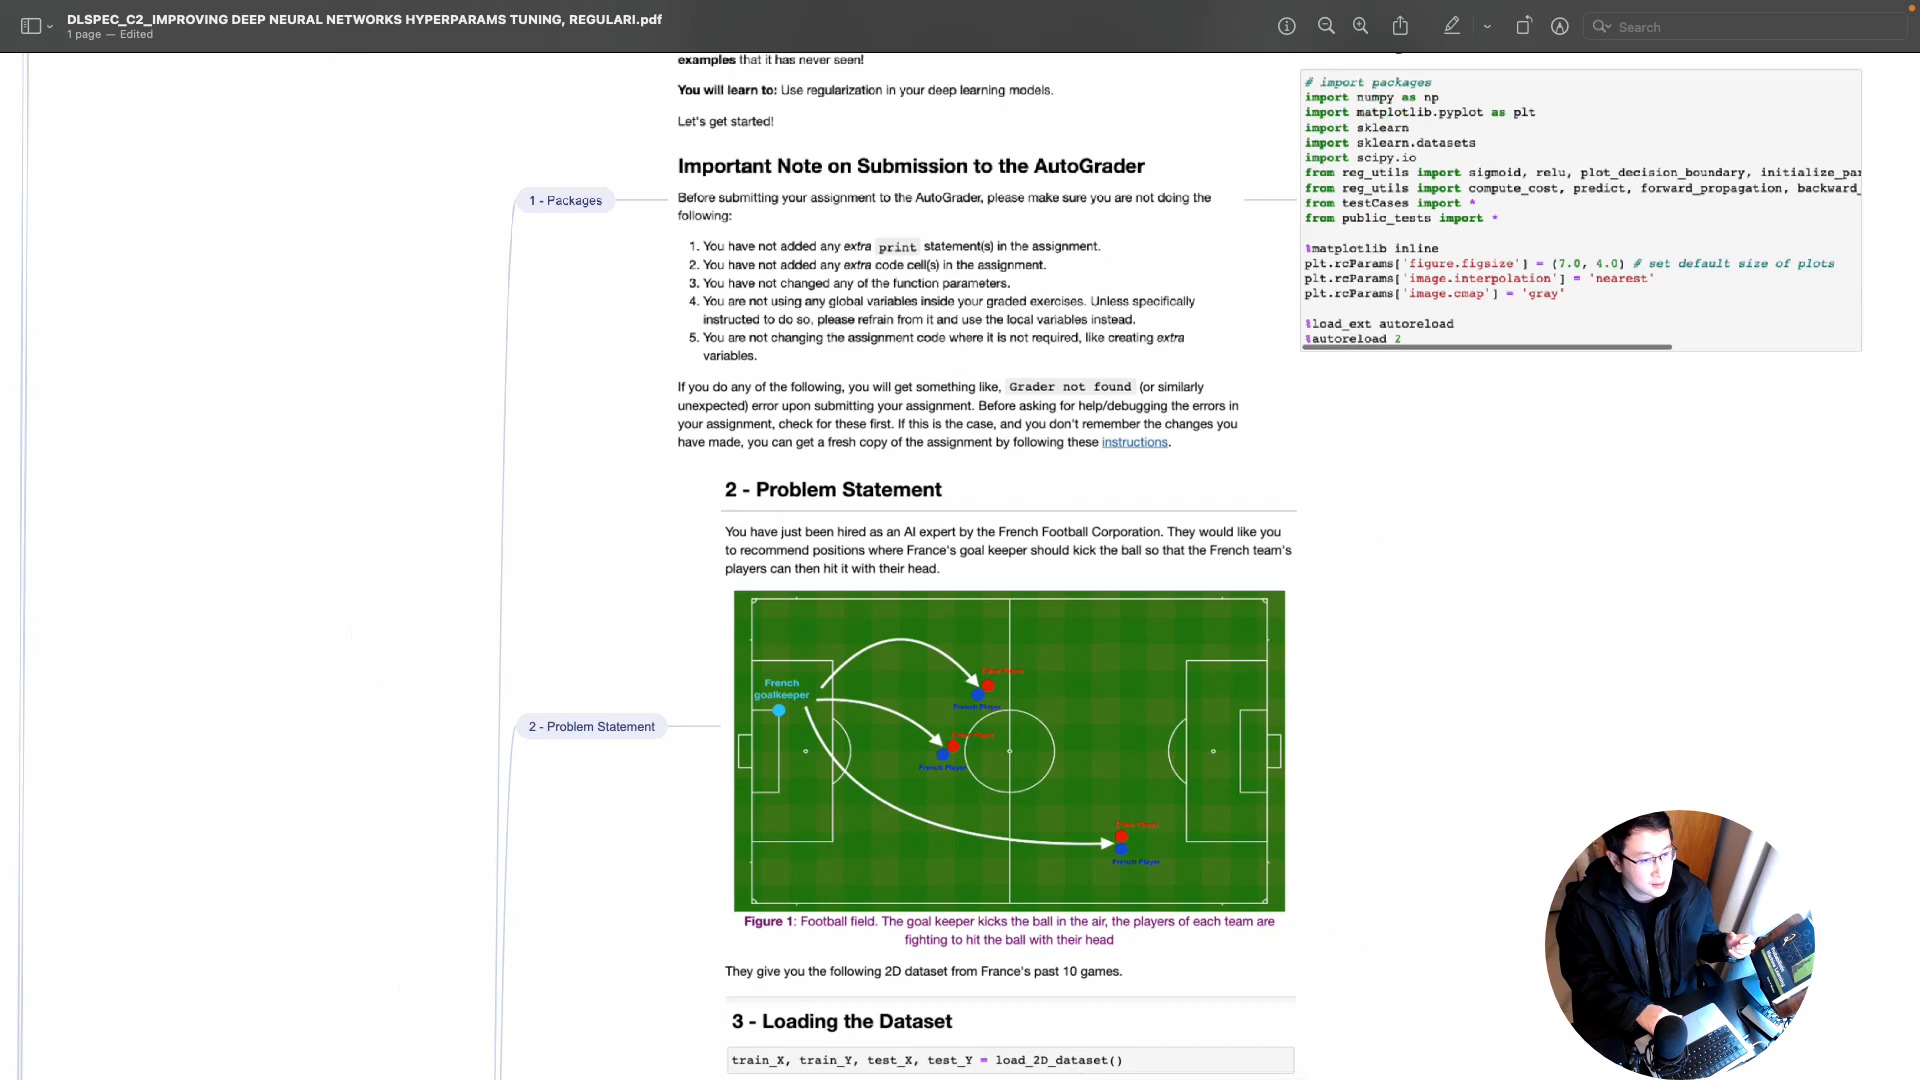 DLSPEC_C2_IMPROVING DEEP NEURAL NETWORKS HYPERPARAMS TUNING, REGULARI.pdf
1 page — Edited
Search
examples that it has never seen!
You will learn to: Use regularization in your deep learning models.
Let's get started!
Important Note on Submission to the AutoGrader
1 - Packages
Before submitting your assignment to the AutoGrader, please make sure you are not doing the
following:
1. You have not added any extra print statement(s) in the assignment.
2. You have not added any extra code cell(s) in the assignment.
3. You have not changed any of the function parameters.
4. You are not using any global variables inside your graded exercises. Unless specifically
instructed to do so, please refrain from it and use the local variables instead.
5. You are not changing the assignment code where it is not required, like creating extra
variables.
If you do any of the following, you will get something like, Grader not found (or similarly
unexpected) error upon submitting your assignment. Before asking for help/debugging the errors in
your assignment, check for these first. If this is the case, and you don't remember the changes you
have made, you can get a fresh copy of the assignment by following these instructions.
# import packages
import numpy as np
import matplotlib.pyplot as plt
import sklearn
import sklearn.datasets
import scipy.io
from reg_utils import sigmoid, relu, plot_decision_boundary, initialize_pa
from reg_utils import compute_cost, predict, forward_propagation, backward_
from testCases import *
from public_tests import *
%matplotlib inline
plt.rcParams['figure.figsize'] = (7.0, 4.0) # set default size of plots
plt.rcParams['image.interpolation'] = 'nearest'
plt.rcParams['image.cmap'] = 'gray'
%load_ext autoreload
%autoreload 2
2 - Problem Statement
You have just been hired as an AI expert by the French Football Corporation. They would like you
to recommend positions where France's goal keeper should kick the ball so that the French team's
players can then hit it with their head.
2 - Problem Statement
French
goalkeeper
French Player
French Player
French Player
Figure 1: Football field. The goal keeper kicks the ball in the air, the players of each team are
fighting to hit the ball with their head
They give you the following 2D dataset from France's past 10 games.
3 - Loading the Dataset
train_X, train_Y, test_X, test_Y = load_2D_dataset()